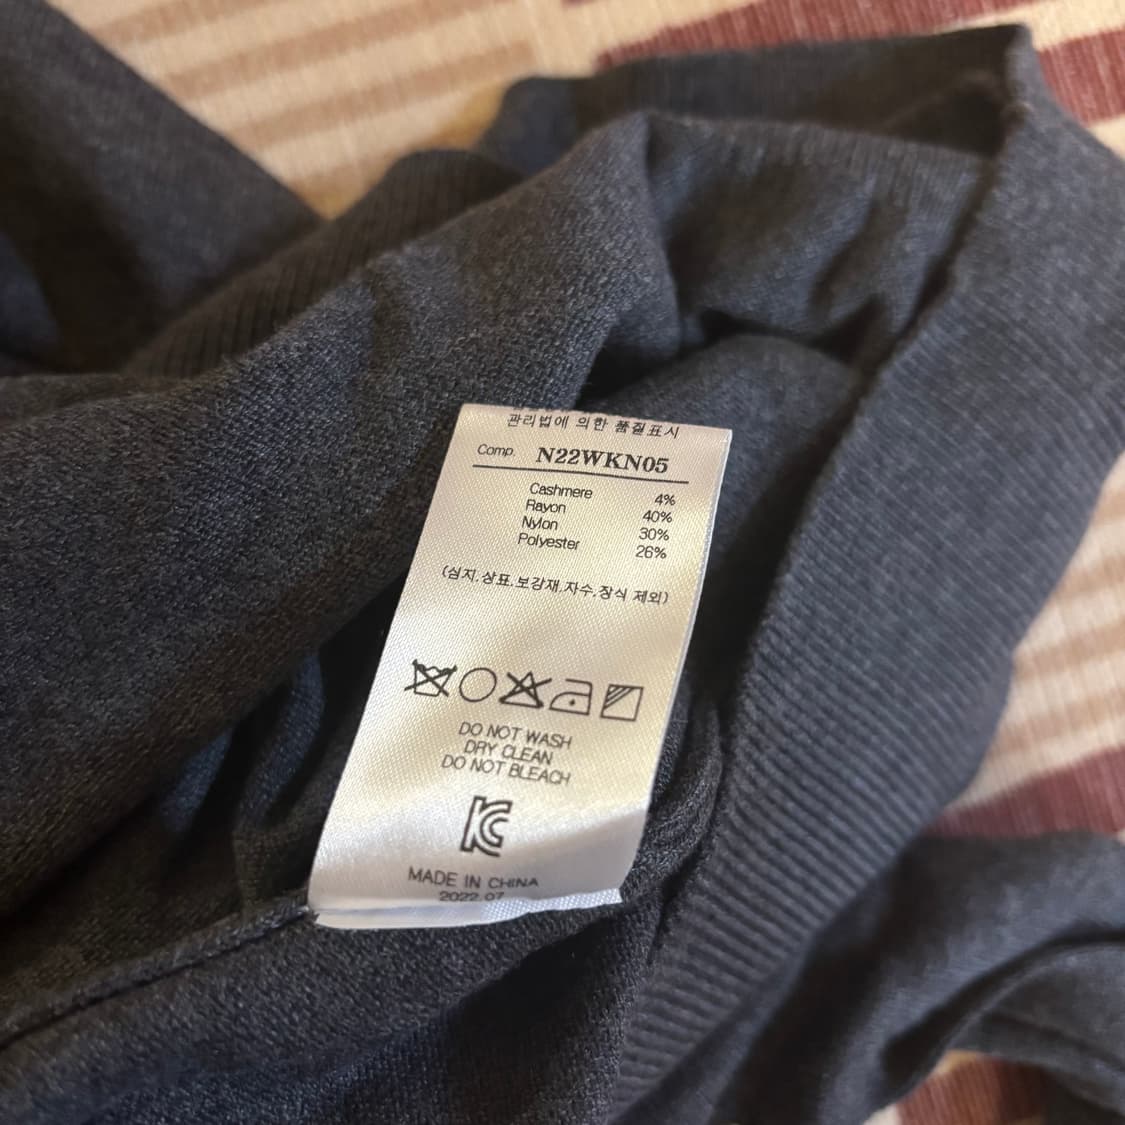 관리법에 의한 품질표시
Comp. N22WKN05
Cashmere 4%
Rayon 40%
Nylon 30%
Polyester 26%
(심지,상표,보강재,자수,장식 제외)
DO NOT WASH
DRY CLEAN
DO NOT BLEACH
KC
MADE IN CHINA
2022.07